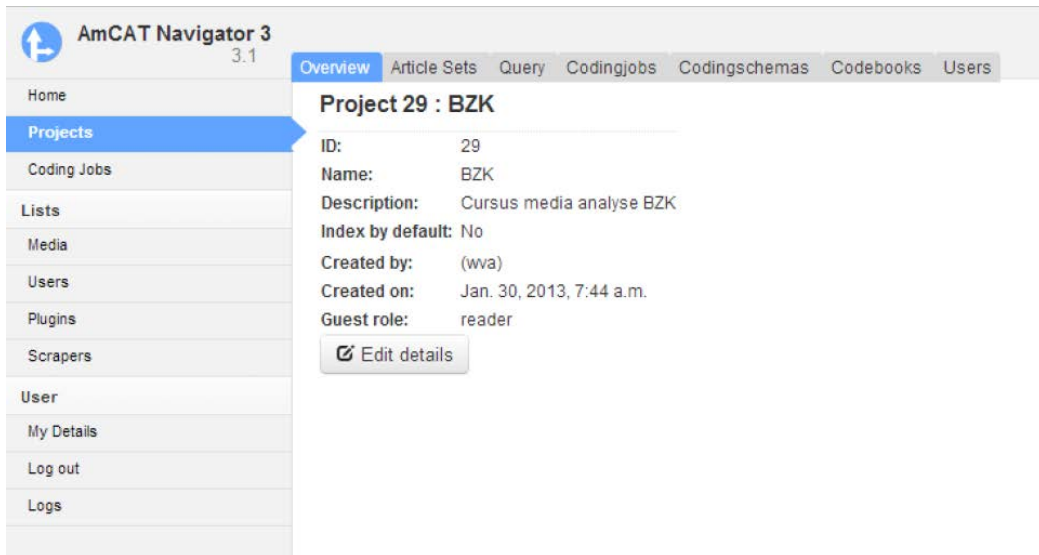 AmCAT Navigator 3
3.1
Home
Projects
Coding Jobs
Lists
Media
Users
Plugins
Scrapers
User
My Details
Log out
Logs
Overview Article Sets Query Codingjobs Codingschemas Codebooks Users
Project 29 : BZK
ID: 29
Name: BZK
Description: Cursus media analyse BZK
Index by default: No
Created by: (wva)
Created on: Jan. 30, 2013, 7:44 a.m.
Guest role: reader
Edit details